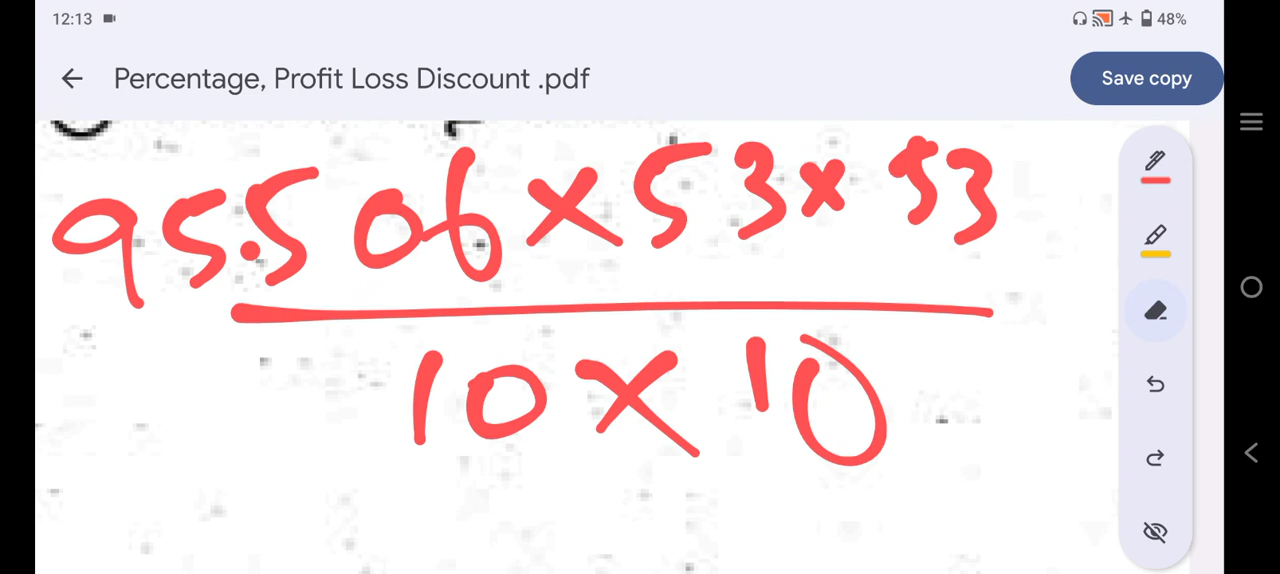 12:13 48%
Percentage, Profit Loss Discount .pdf
Save copy
95.506×53×53
10×10